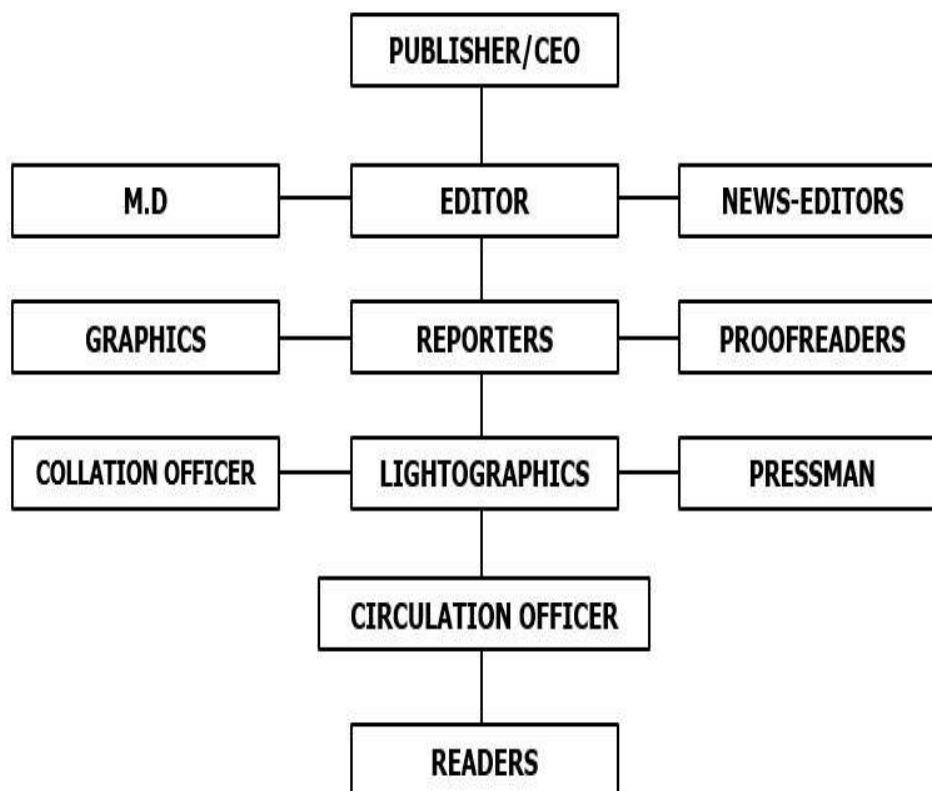 PUBLISHER/CEO
M.D
EDITOR
NEWS-EDITORS
GRAPHICS
REPORTERS
PROOFREADERS
COLLATION OFFICER
LIGHTOGRAPHICS
PRESSMAN
CIRCULATION OFFICER
READERS